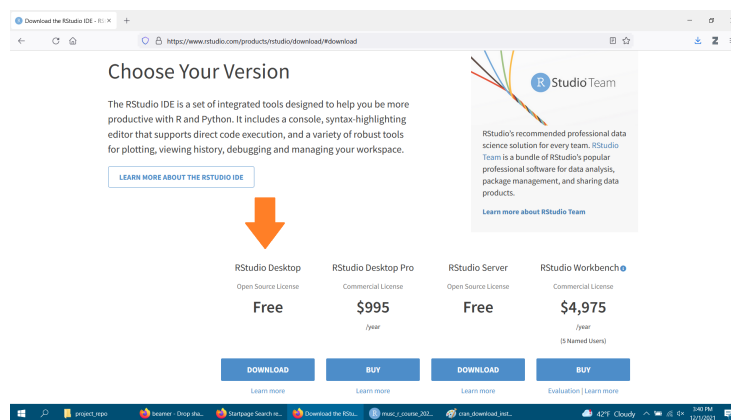 Download the RStudio IDE - RS
https://www.rstudio.com/products/rstudio/download/#download
Choose Your Version
The RStudio IDE is a set of integrated tools designed to help you be more
productive with R and Python. It includes a console, syntax-highlighting
editor that supports direct code execution, and a variety of robust tools
for plotting, viewing history, debugging and managing your workspace.
LEARN MORE ABOUT THE RSTUDIO IDE
R Studio Team
RStudio's recommended professional data
science solution for every team. RStudio
Team is a bundle of RStudio's popular
professional software for data analysis,
package management, and sharing data
products.
Learn more about RStudio Team
RStudio Desktop
Open Source License
Free
DOWNLOAD
Learn more
RStudio Desktop Pro
Commercial License
$995
/year
BUY
Learn more
RStudio Server
Open Source License
Free
DOWNLOAD
Learn more
RStudio Workbench
Commercial License
$4,975
/year
(5 Named Users)
BUY
Evaluation | Learn more
project_repo
beamer - Drop sha...
Startpage Search re...
Download the RStu...
musc_r_course_202...
cran_download_inst...
42°F Cloudy
3:40 PM
12/1/2021